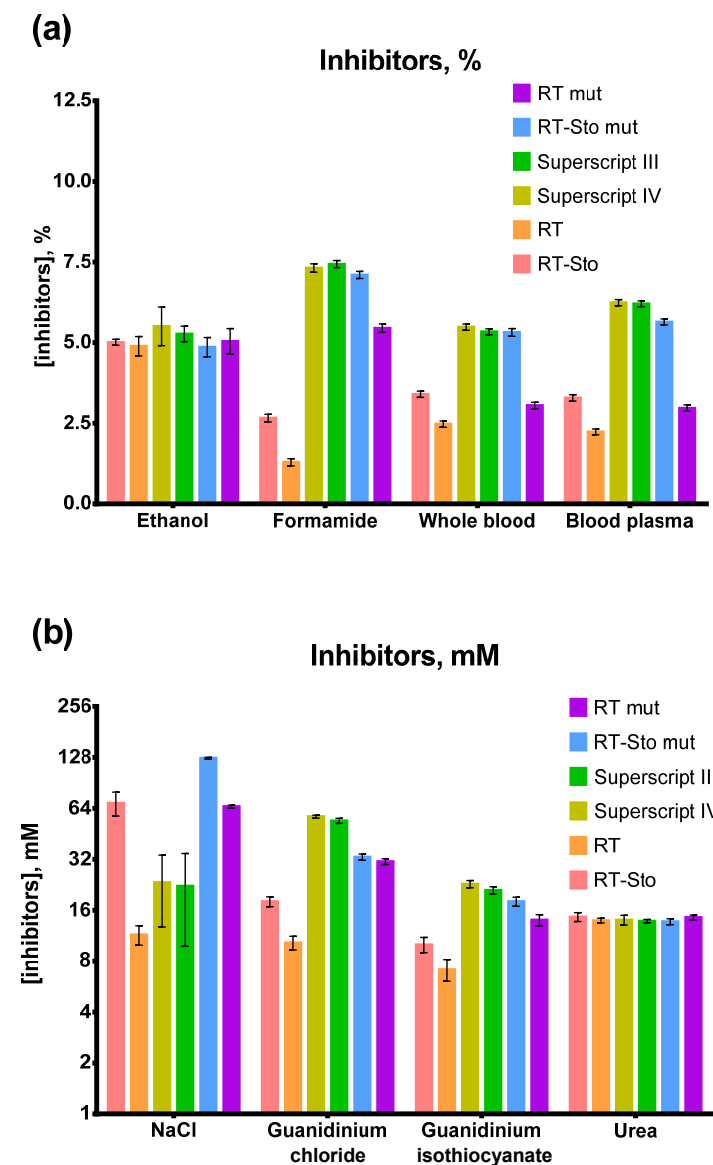 (a)
Inhibitors, %
RT mut
RT-Sto mut
Superscript III
Superscript IV
RT
RT-Sto
[inhibitors], %
12.5
10.0
7.5
5.0
2.5
0.0
Ethanol
Formamide
Whole blood
Blood plasma
(b)
Inhibitors, mM
RT mut
RT-Sto mut
Superscript II
Superscript IV
RT
RT-Sto
[inhibitors], mM
256
128
64
32
16
8
4
2
1
NaCl
Guanidinium
chloride
Guanidinium
isothiocyanate
Urea